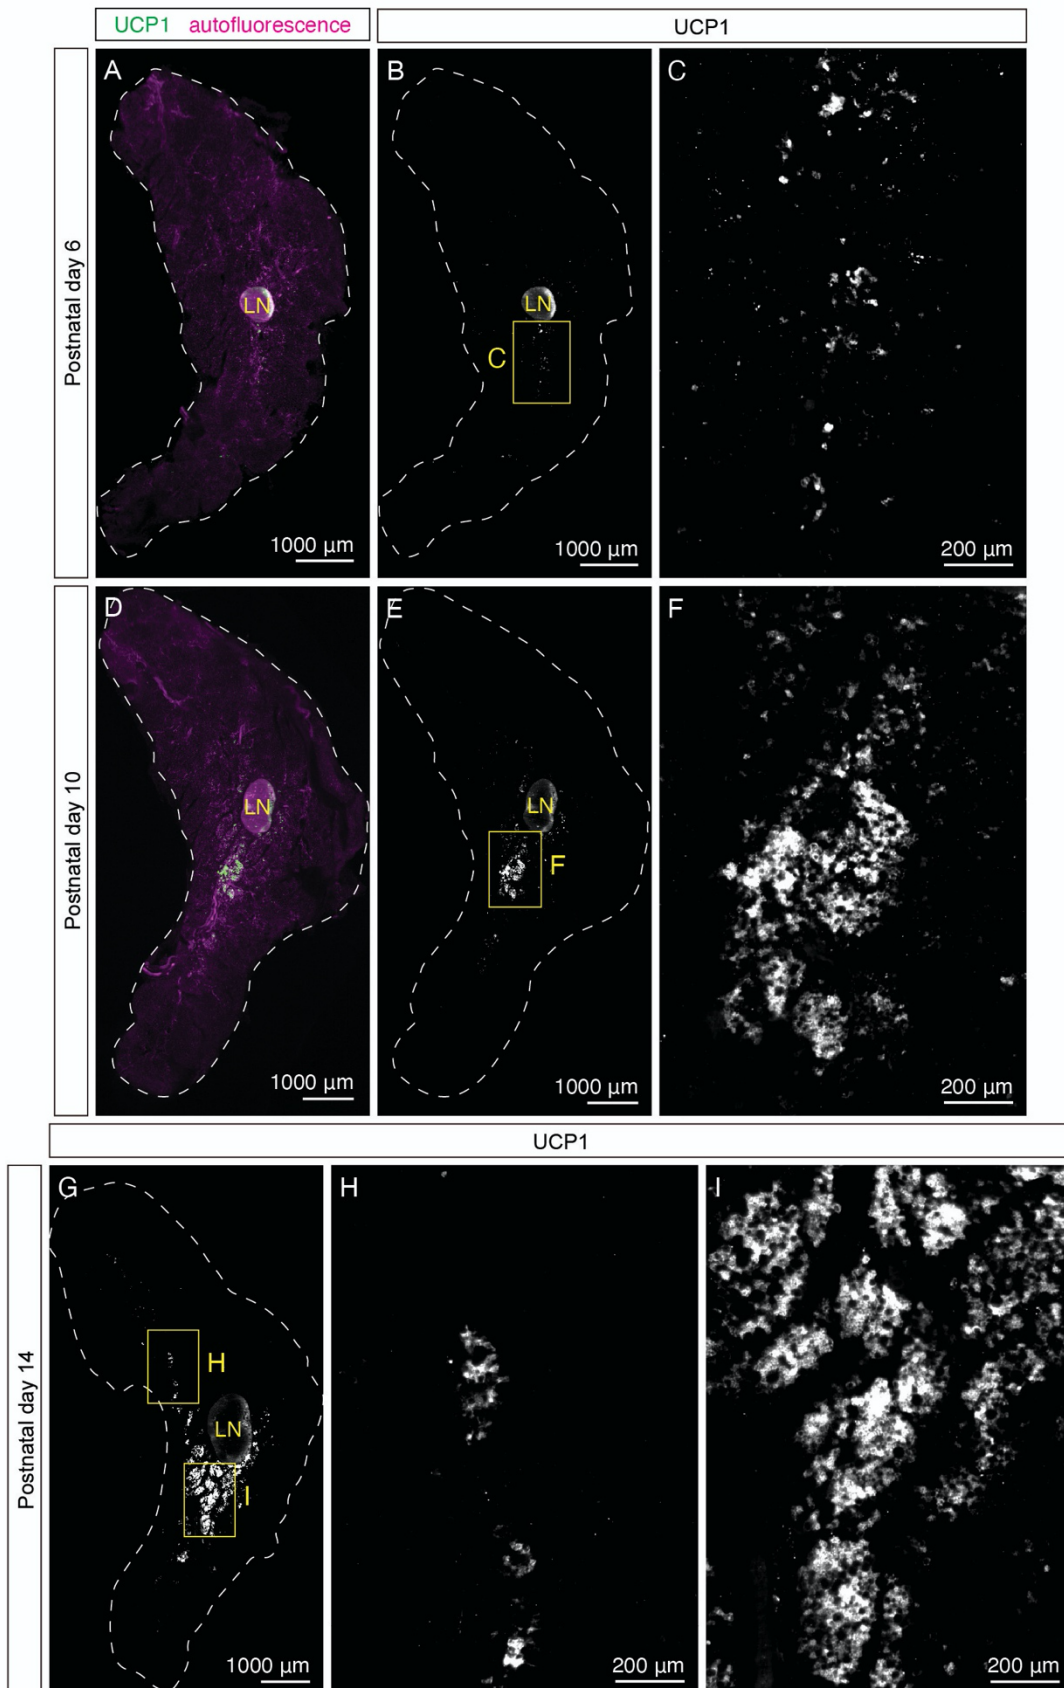 UCP1 autofluorescence
UCP1
Postnatal day 6
A
LN
1000 µm
B
LN
C
1000 µm
C
200 µm
Postnatal day 10
D
LN
1000 µm
E
LN
F
1000 µm
F
200 µm
UCP1
Postnatal day 14
G
H
LN
I
1000 µm
H
200 µm
I
200 µm